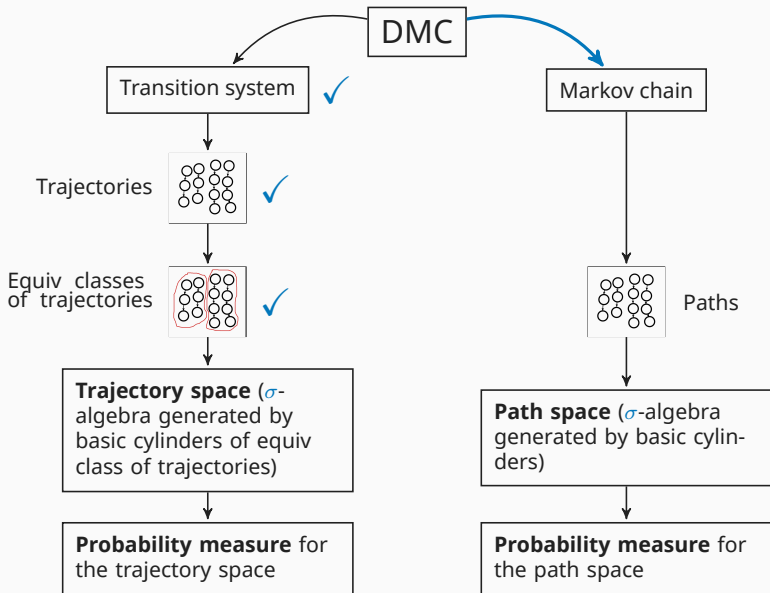 DMC
Transition system
Markov chain
Trajectories
Equiv classes
of trajectories
Paths
Trajectory space (σ-
algebra generated by
basic cylinders of equiv
class of trajectories)
Path space (σ-algebra
generated by basic cylin-
ders)
Probability measure for
the trajectory space
Probability measure for
the path space